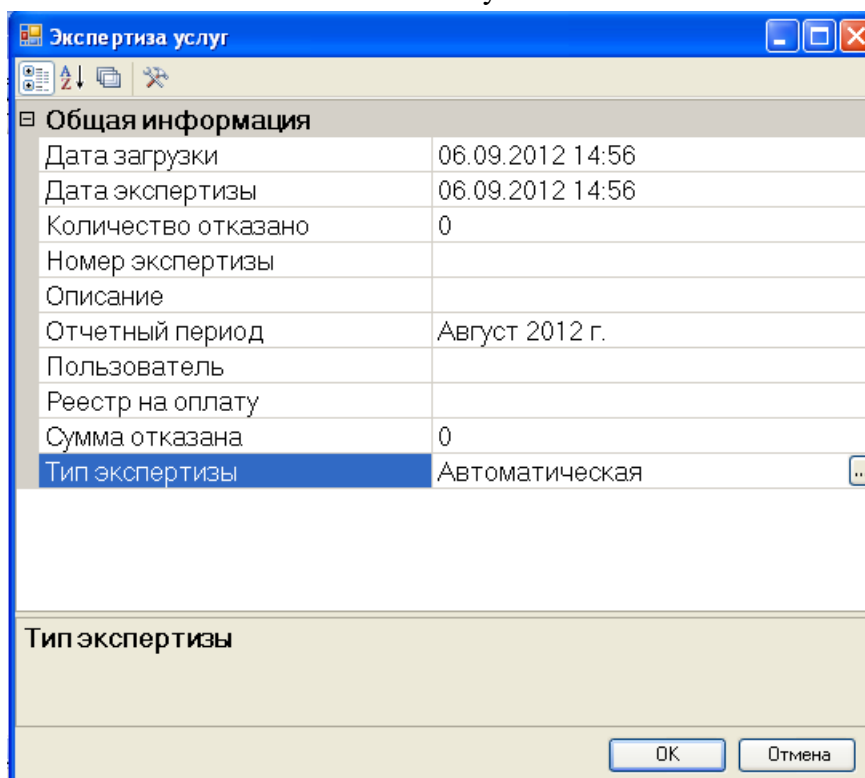 Экспертиза услуг
Общая информация
Дата загрузки 06.09.2012 14:56
Дата экспертизы 06.09.2012 14:56
Количество отказано 0
Номер экспертизы
Описание
Отчетный период Август 2012 г.
Пользователь
Реестр на оплату
Сумма отказана 0
Тип экспертизы Автоматическая ...
Тип экспертизы
OK Отмена